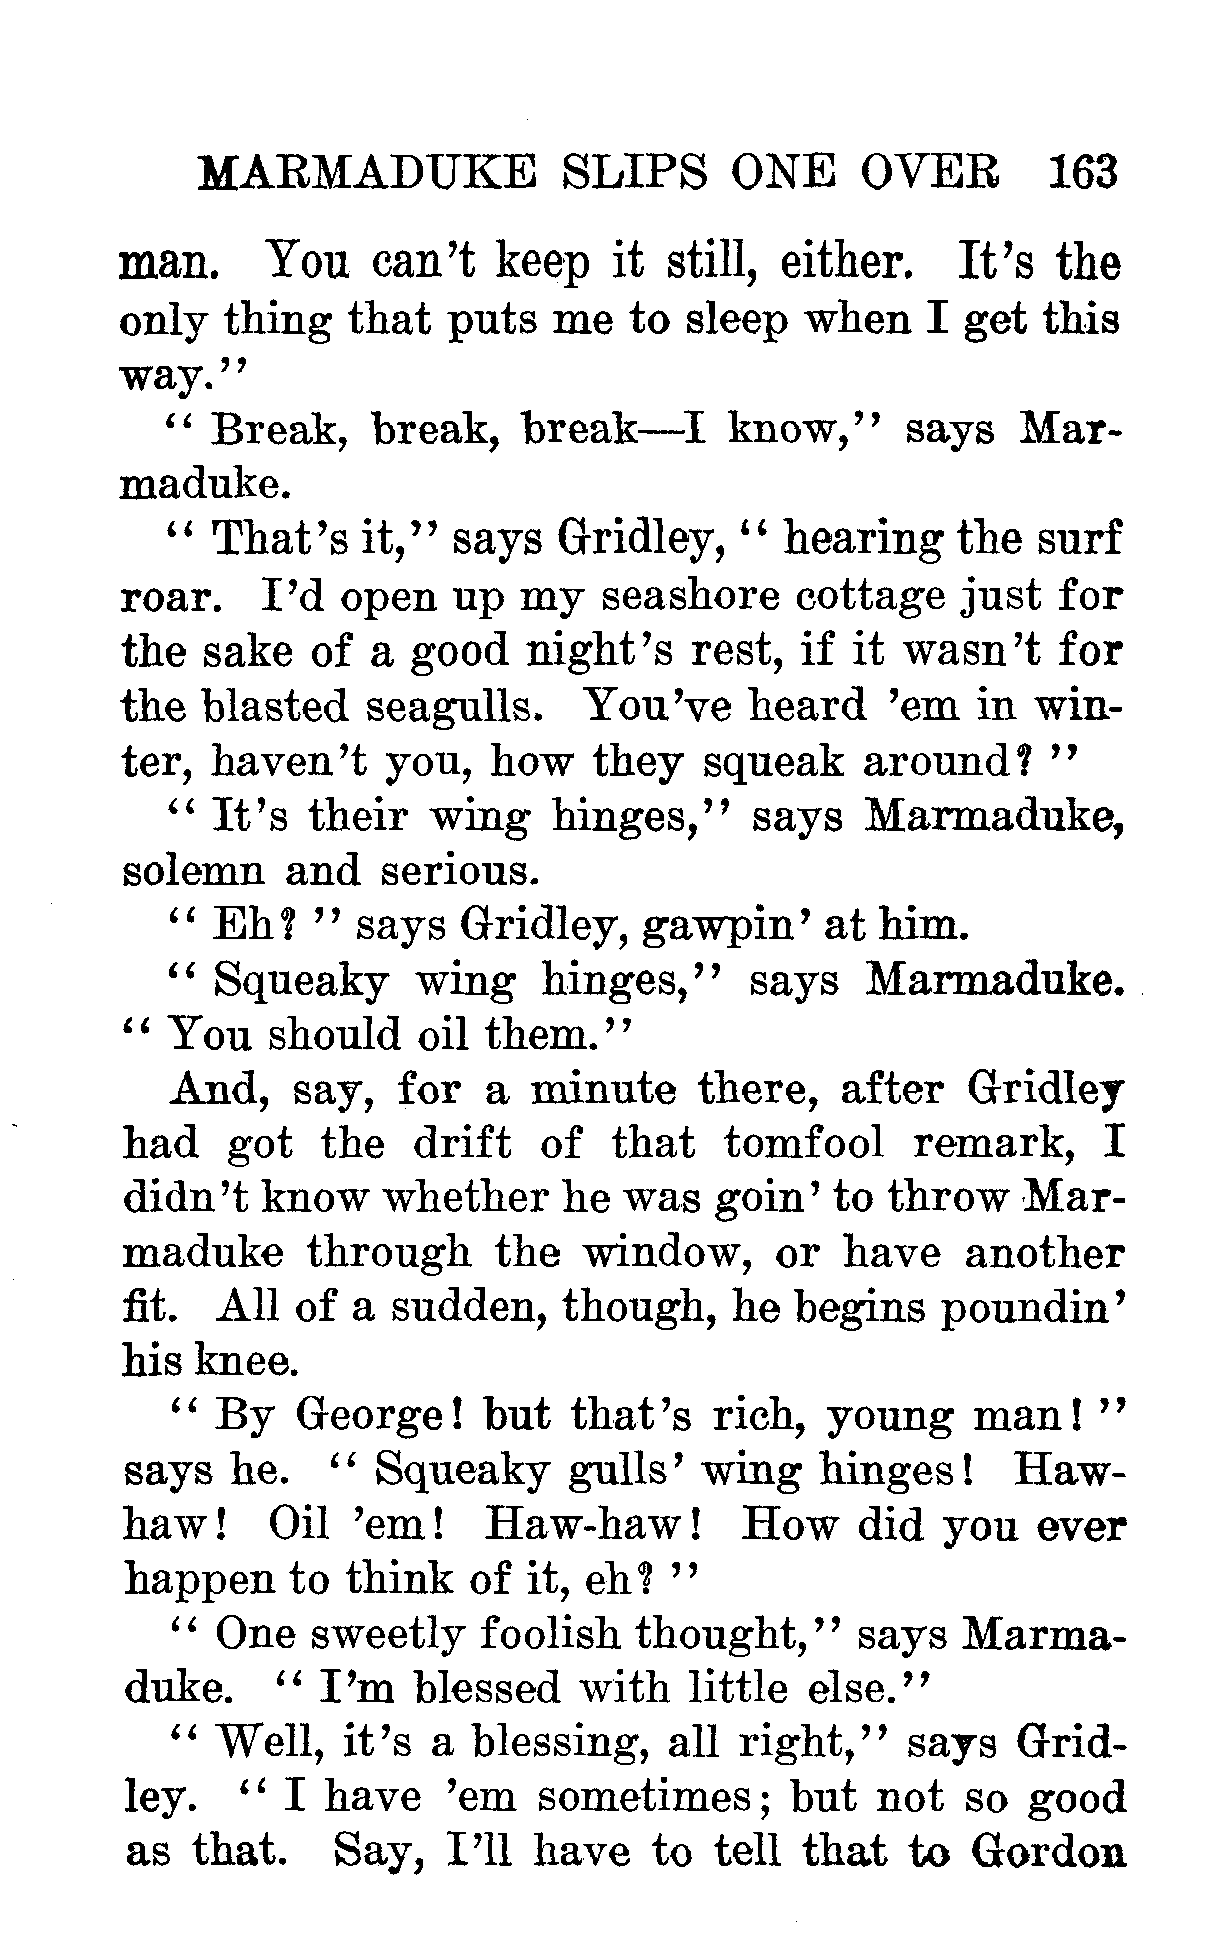 MARMADUKE SLIPS ONE OVER 163
man. You can't keep it still, either. It's the
only thing that puts me to sleep when I get this
way."
" Break, break, break—I know," says Mar-
maduke.
" That's it," says Gridley, " hearing the surf
roar. I'd open up my seashore cottage just for
the sake of a good night's rest, if it wasn't for
the blasted seagulls. You've heard 'em in win-
ter, haven't you, how they squeak around? "
" It's their wing hinges," says Marmaduke,
solemn and serious.
" Eh? " says Gridley, gawpin' at him.
" Squeaky wing hinges," says Marmaduke.
" You should oil them."
And, say, for a minute there, after Gridley
had got the drift of that tomfool remark, I
didn't know whether he was goin' to throw Mar-
maduke through the window, or have another
fit. All of a sudden, though, he begins poundin'
his knee.
" By George! but that's rich, young man! "
says he. " Squeaky gulls' wing hinges! Haw-
haw! Oil 'em! Haw-haw! How did you ever
happen to think of it, eh? "
" One sweetly foolish thought," says Marma-
duke. " I'm blessed with little else."
" Well, it's a blessing, all right," says Grid-
ley. " I have 'em sometimes; but not so good
as that. Say, I'll have to tell that to Gordon